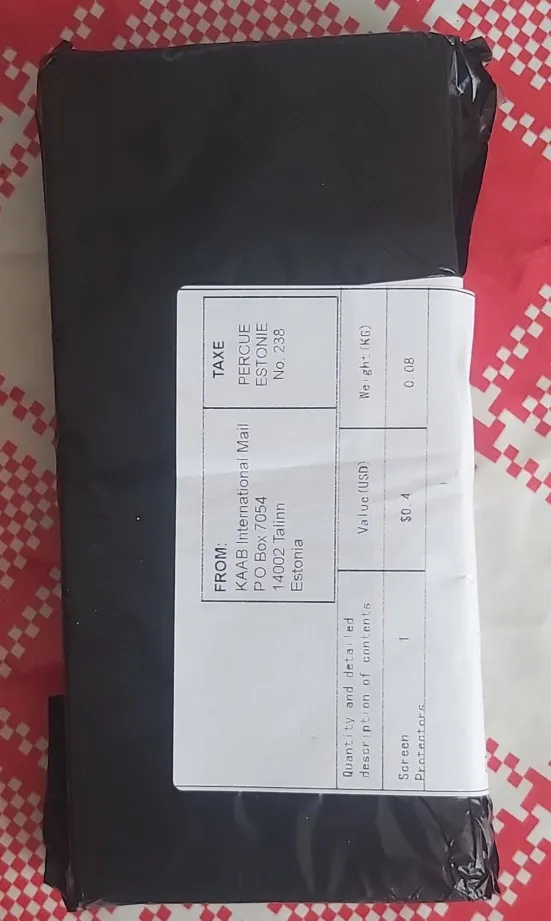 FROM:
KAAB International Mail
P O Box 7054
14002 Talinn
Estonia
TAXE
PERCUE
ESTONIE
No. 238
Quantity and detailed
description of contents
Value(USD)
Weight(KG)
Screen
Protectors
1
$0.4
0.08